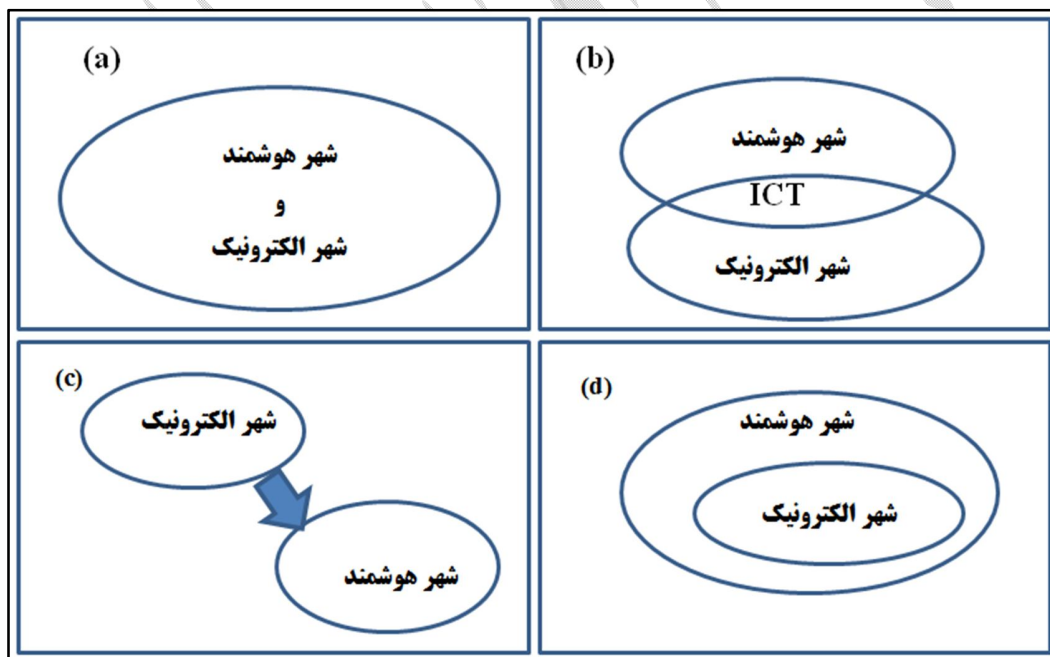 (a)
شهر هوشمند
و
شهر الکترونیک
(b)
شهر هوشمند
ICT
شهر الکترونیک
(c)
شهر الکترونیک
شهر هوشمند
(d)
شهر هوشمند
شهر الکترونیک